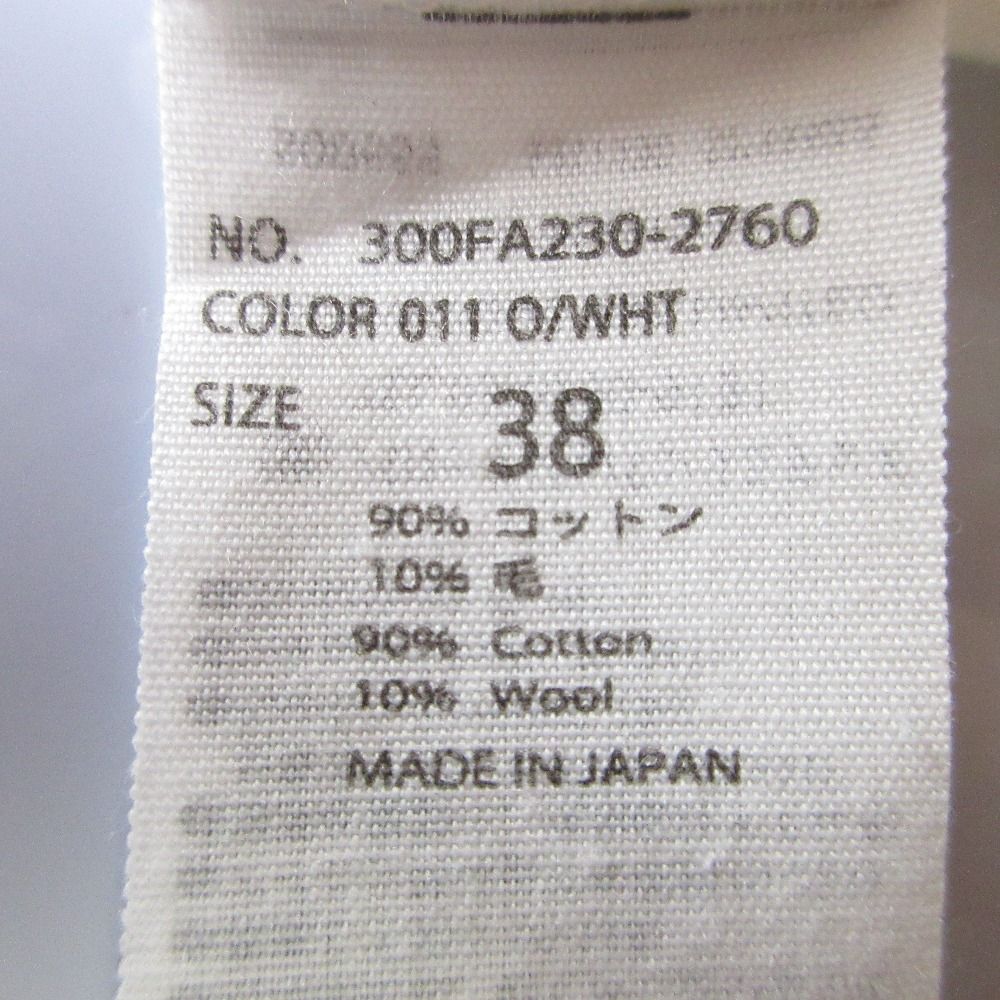 NO. 300FA230-2760
COLOR 011 O/WHT
SIZE 38
90% コットン
10% 毛
90% Cotton
10% Wool
MADE IN JAPAN